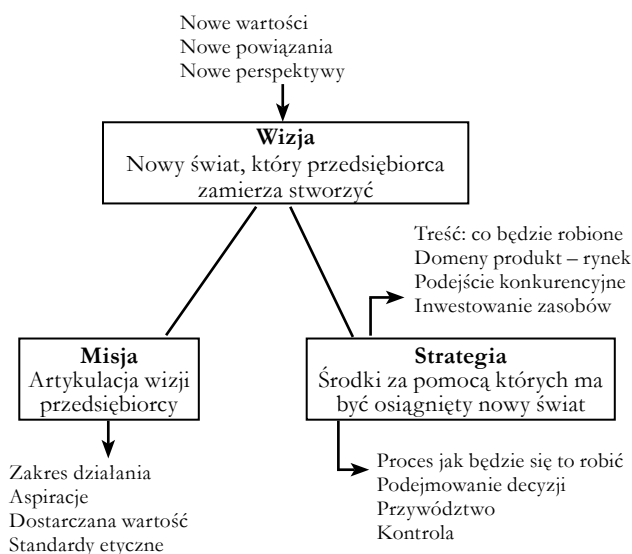 Nowe wartości
Nowe powiązania
Nowe perspektywy
Wizja
Nowy świat, który przedsiębiorca
zamierza stworzyć
Treść: co będzie robione
Domeny produkt – rynek
Podejście konkurencyjne
Inwestowanie zasobów
Misja
Artykulacja wizji
przedsiębiorcy
Strategia
Środki za pomocą których ma
być osiągnięty nowy świat
Zakres działania
Aspiracje
Dostarczana wartość
Standardy etyczne
Proces jak będzie się to robić
Podejmowanie decyzji
Przywództwo
Kontrola